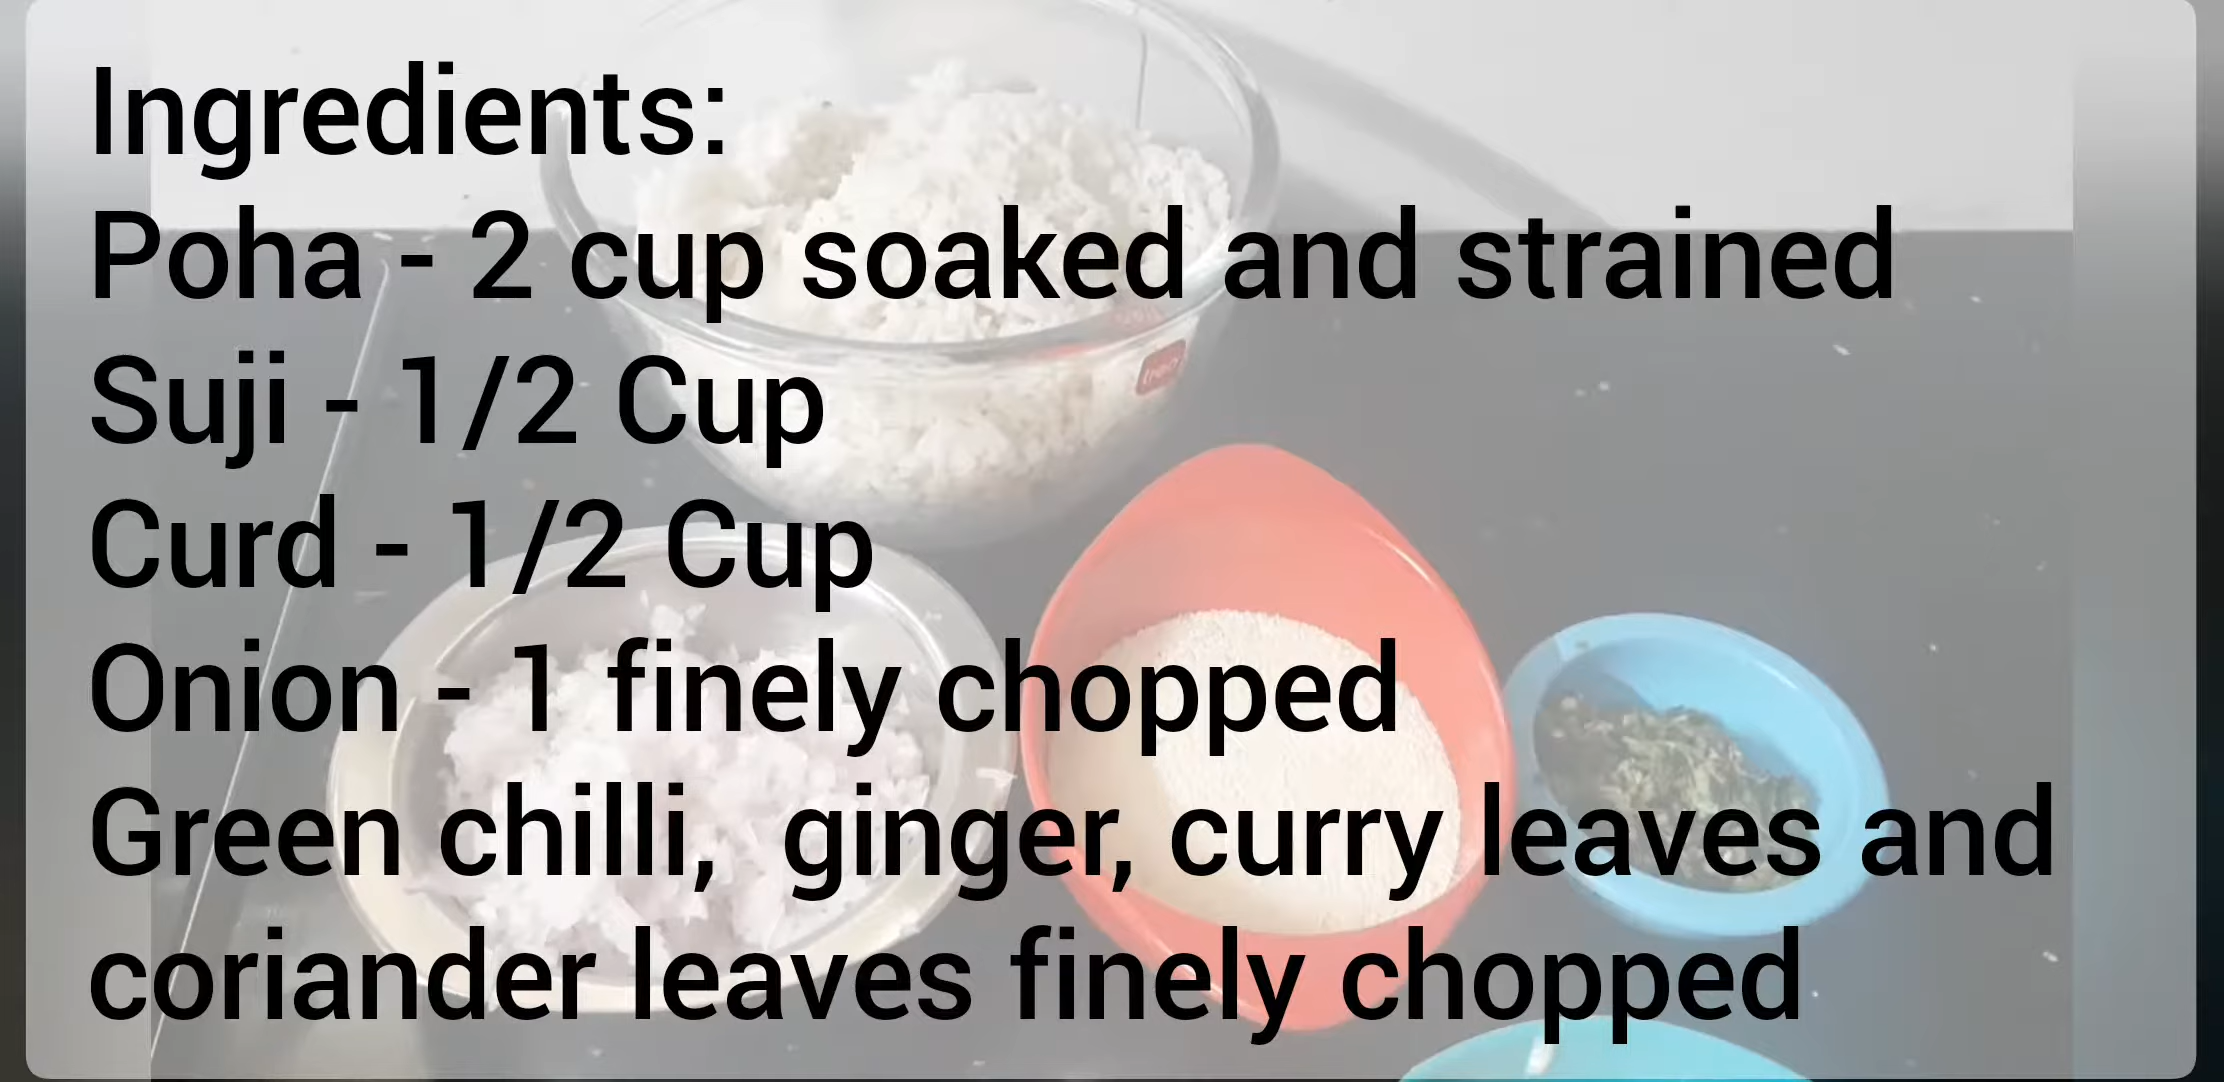 Ingredients:
Poha - 2 cup soaked and strained
Suji - 1/2 Cup
Curd - 1/2 Cup
Onion - 1 finely chopped
Green chilli,  ginger, curry leaves and
coriander leaves finely chopped